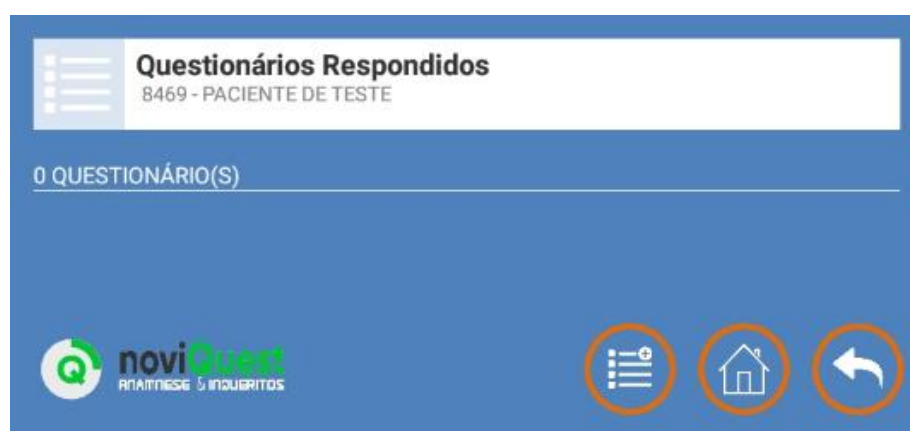 Questionários Respondidos
8469 - PACIENTE DE TESTE
0 QUESTIONÁRIO(S)
noviQuest
ANAMNESE & INQUÉRITOS